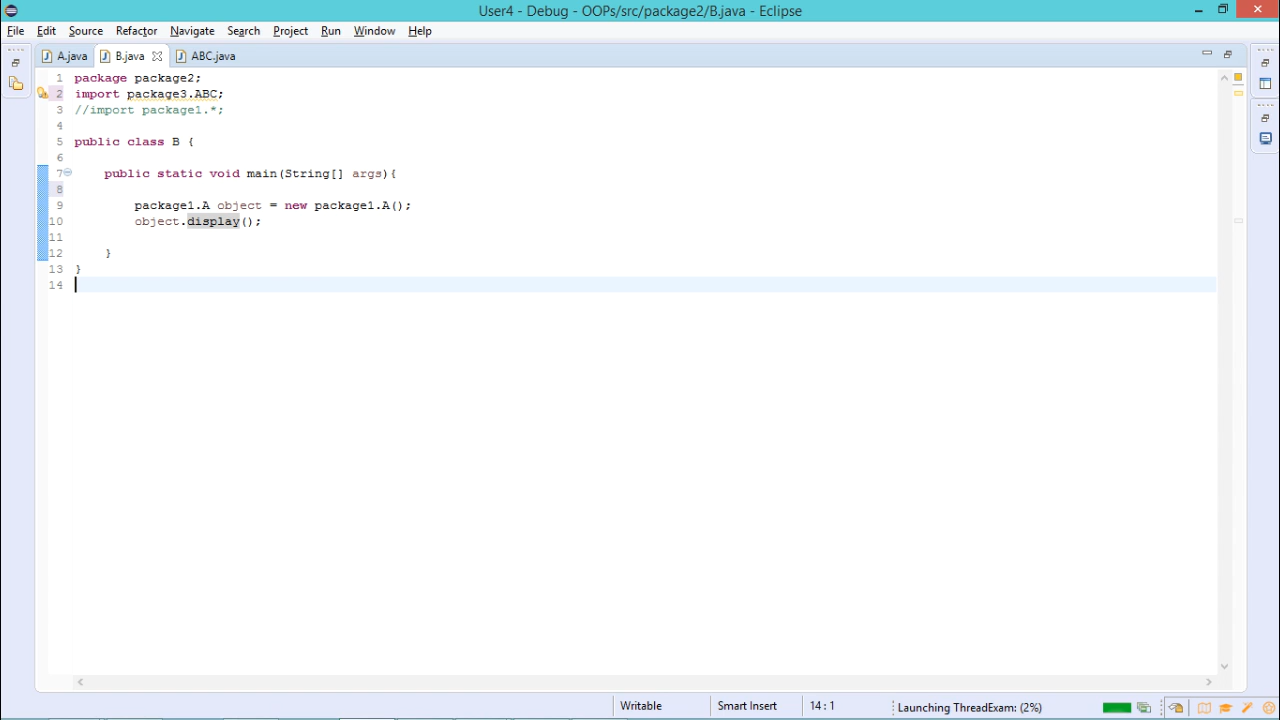 User4 - Debug - OOPs/src/package2/B.java - Eclipse
File Edit Source Refactor Navigate Search Project Run Window Help
A.java B.java ABC.java
1 package package2;
2 import package3.ABC;
3 //import package1.*;
4
5 public class B {
6
7 public static void main(String[] args){
8
9 package1.A object = new package1.A();
10 object.display();
11
12 }
13 }
14
Writable Smart Insert 14 : 1 Launching ThreadExam: (2%)